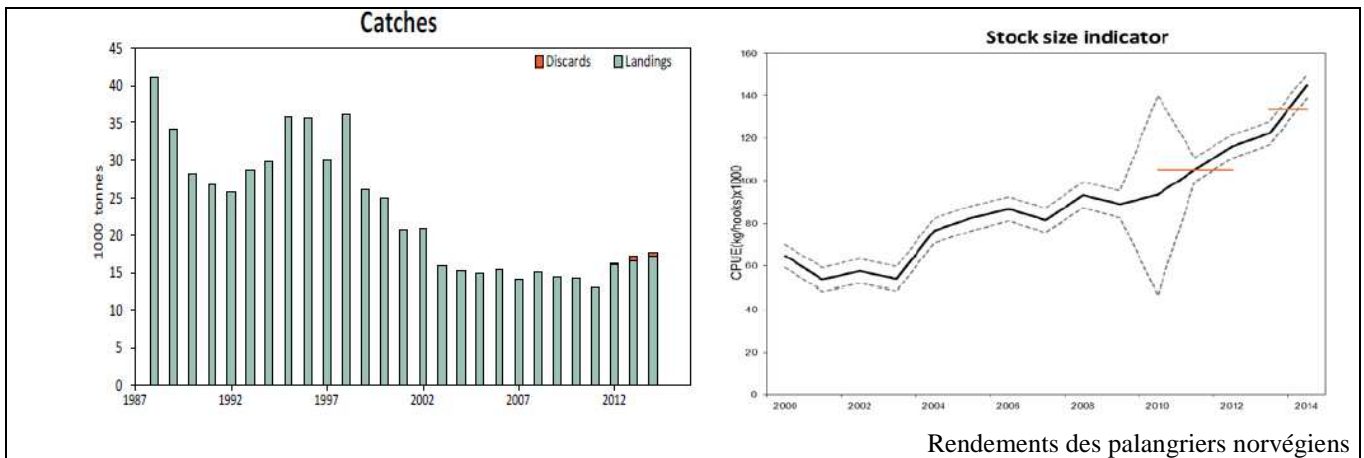 Catches
Discards Landings
1000 tonnes
45
40
35
30
25
20
15
10
5
0
1987 1992 1997 2002 2007 2012
Stock size indicator
CPUE(kg/hooks)x1000
160
140
120
100
80
60
40
20
0
2000 2002 2004 2006 2008 2010 2012 2014
Rendements des palangriers norvégiens